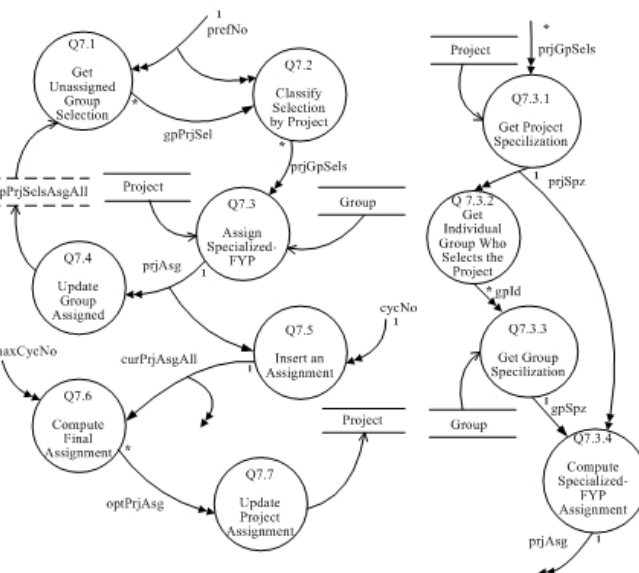 1
prefNo
Q7.1
Get
Unassigned
Group
Selection
*
gpPrjSel
Q7.2
Classify
Selection
by Project
*
prjGpSels
pPrjSelsAsgAll
Project
Group
Q7.3
Assign
Specialized-
FYP
1
prjAsg
Q7.4
Update
Group
Assigned
cycNo
1
Q7.5
Insert an
Assignment
1
curPrjAsgAll
axCycNo
Q7.6
Compute
Final
Assignment
*
optPrjAsg
Q7.7
Update
Project
Assignment
Project
*
prjGpSels
Project
Q7.3.1
Get Project
Specilization
1
prjSpz
Q 7.3.2
Get
Individual
Group Who
Selects the
Project
* gpId
Q7.3.3
Get Group
Specilization
1
gpSpz
Group
Q7.3.4
Compute
Specialized-
FYP
Assignment
1
prjAsg